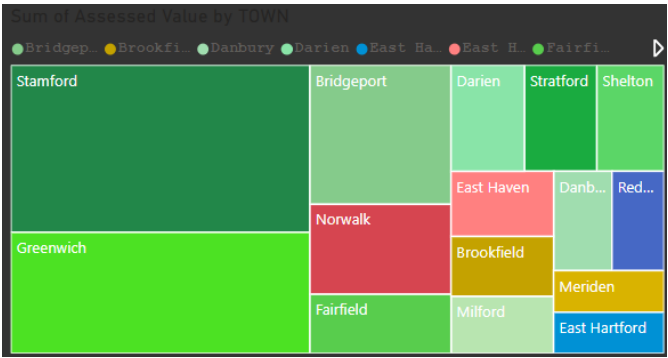 Sum of Assessed Value by TOWN
Bridgep... Brookfi... Danbury Darien East Ha... East H... Fairfi...
Stamford Bridgeport Darien Stratford Shelton
East Haven Danb... Red...
Norwalk
Greenwich Brookfield
Meriden
Fairfield Milford
East Hartford